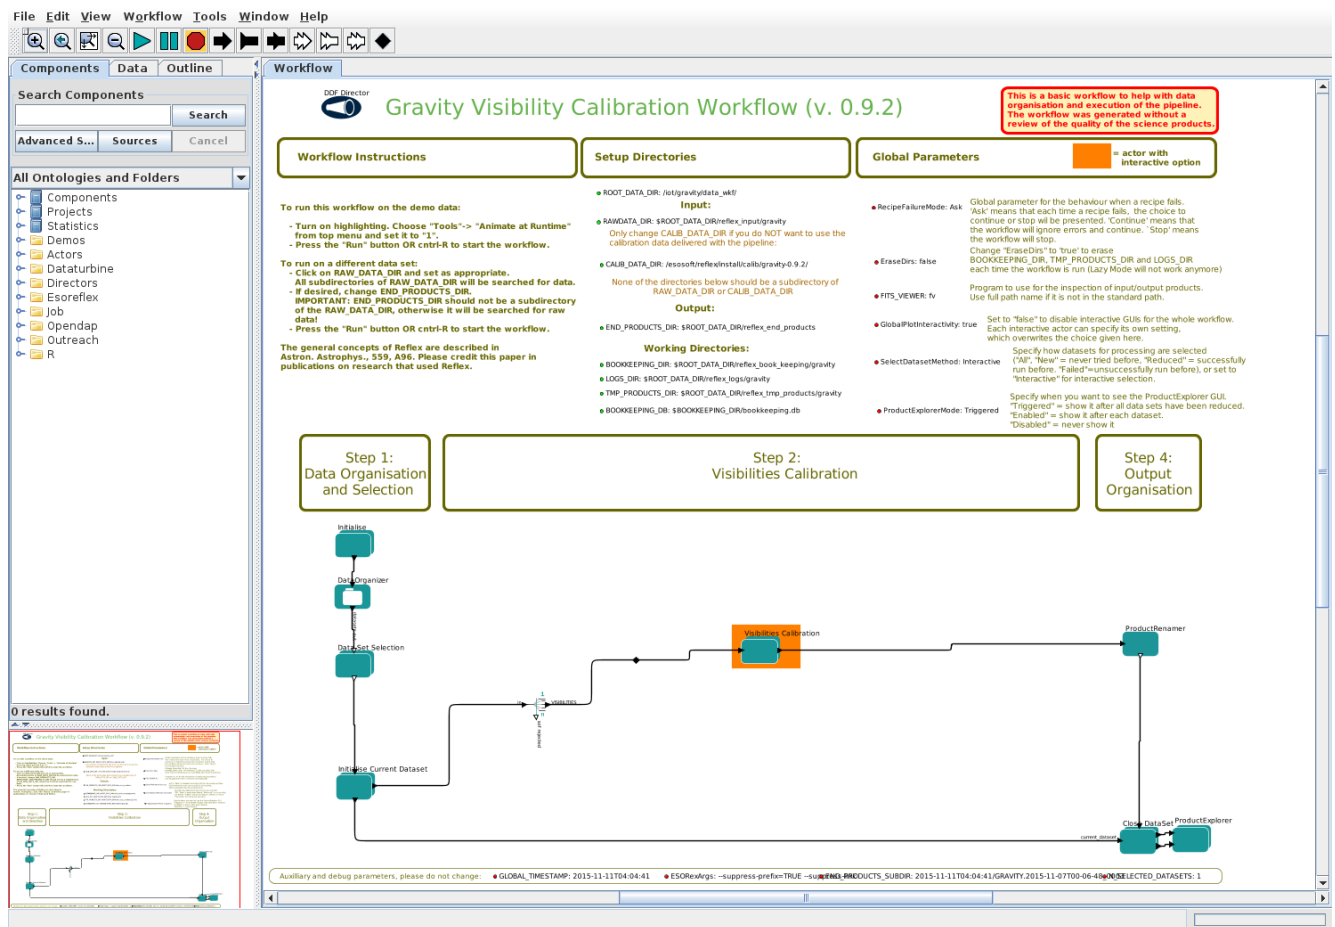 File Edit View Workflow Tools Window Help
Components Data Outline
Search Components
Search
Advanced S... Sources Cancel
All Ontologies and Folders
Components
Projects
Statistics
Demos
Actors
Dataturbine
Directors
Esoreflex
Job
Opendap
Outreach
R
0 results found.
Workflow
DDF Director
Gravity Visibility Calibration Workflow (v. 0.9.2)
This is a basic workflow to help with data
organisation and execution of the pipeline.
The workflow was generated without a
review of the quality of the science products.
Workflow Instructions
Setup Directories
Global Parameters
= actor with
interactive option
To run this workflow on the demo data:
- Turn on highlighting. Choose "Tools"-> "Animate at Runtime"
from top menu and set it to "1".
- Press the "Run" button OR cntrl-R to start the workflow.
To run on a different data set:
- Click on RAW_DATA_DIR and set as appropriate.
All subdirectories of RAW_DATA_DIR will be searched for data.
- If desired, change END_PRODUCTS_DIR.
IMPORTANT: END_PRODUCTS_DIR should not be a subdirectory
of the RAW_DATA_DIR, otherwise it will be searched for raw
data!
- Press the "Run" button OR cntrl-R to start the workflow.
The general concepts of Reflex are described in
Astron. Astrophys., 559, A96. Please credit this paper in
publications on research that used Reflex.
ROOT_DATA_DIR: /iot/gravity/data_wkf/
Input:
RAWDATA_DIR: $ROOT_DATA_DIR/reflex_input/gravity
Only change CALIB_DATA_DIR if you do NOT want to use the
calibration data delivered with the pipeline:
CALIB_DATA_DIR: /esosoft/reflex/install/calib/gravity-0.9.2/
None of the directories below should be a subdirectory of
RAW_DATA_DIR or CALIB_DATA_DIR
Output:
END_PRODUCTS_DIR: $ROOT_DATA_DIR/reflex_end_products
Working Directories:
BOOKKEEPING_DIR: $ROOT_DATA_DIR/reflex_book_keeping/gravity
LOGS_DIR: $ROOT_DATA_DIR/reflex_logs/gravity
TMP_PRODUCTS_DIR: $ROOT_DATA_DIR/reflex_tmp_products/gravity
BOOKKEEPING_DB: $BOOKKEEPING_DIR/bookkeeping.db
RecipeFailureMode: Ask
Global parameter for the behaviour when a recipe fails.
'Ask' means that each time a recipe fails, the choice to
continue or stop wil be presented. 'Continue' means that
the workflow will ignore errors and continue. `Stop' means
the workflow will stop.
EraseDirs: false
Change "EraseDirs" to 'true' to erase
BOOKKEEPING_DIR, TMP_PRODUCTS_DIR and LOGS_DIR
each time the workflow is run (Lazy Mode will not work anymore)
FITS_VIEWER: fv
Program to use for the inspection of input/output products.
Use full path name if it is not in the standard path.
GlobalPlotInteractivity: true
Set to "false" to disable interactive GUIs for the whole workflow.
Each interactive actor can specify its own setting,
which overwrites the choice given here.
SelectDatasetMethod: Interactive
Specify how datasets for processing are selected
("All", "New" = never tried before, "Reduced" = successfully
run before. "Failed"=unsuccessfully run before), or set to
"Interactive" for interactive selection.
ProductExplorerMode: Triggered
Specify when you want to see the ProductExplorer GUI.
"Triggered" = show it after all data sets have been reduced.
"Enabled" = show it after each dataset.
"Disabled" = never show it
Step 1:
Data Organisation
and Selection
Step 2:
Visibilities Calibration
Step 4:
Output
Organisation
Initialise
DataOrganizer
Data Set Selection
Initialise Current Dataset
1
VISIBILITIES
Visibilities Calibration
ProductRenamer
current_dataset
Close DataSet
ProductExplorer
Auxilliary and debug parameters, please do not change:
GLOBAL_TIMESTAMP: 2015-11-11T04:04:41
ESORexArgs: --suppress-prefix=TRUE
END_PRODUCTS_SUBDIR: 2015-11-11T04:04:41/GRAVITY.2015-11-07T00-06-48
SELECTED_DATASETS: 1